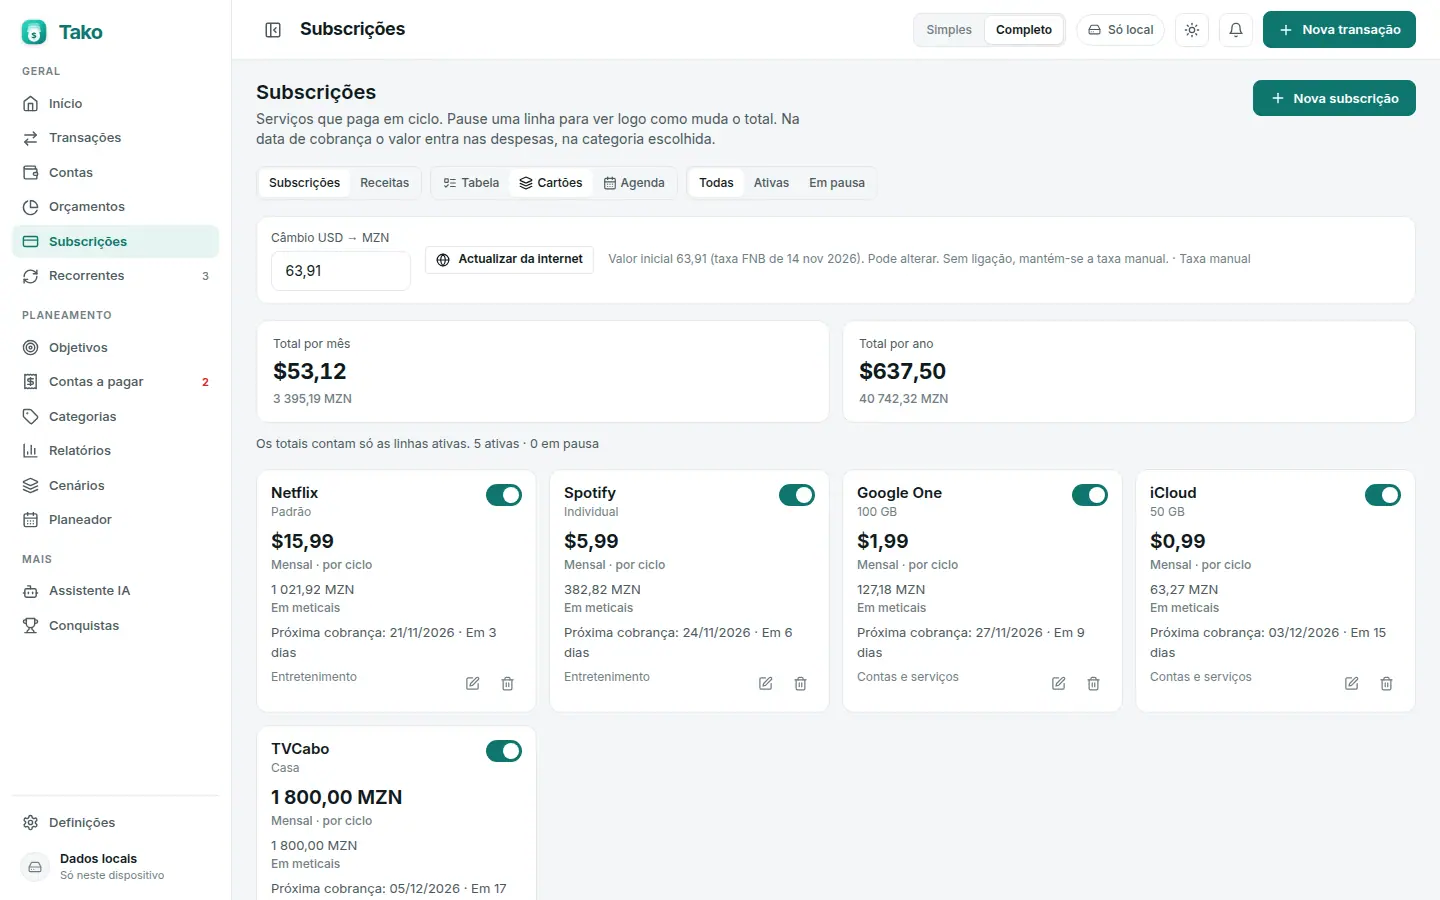 Tako
GERAL
Início
Transações
Contas
Orçamentos
Subscrições
Recorrentes 3
PLANEAMENTO
Objetivos
Contas a pagar 2
Categorias
Relatórios
Cenários
Planeador
MAIS
Assistente IA
Conquistas
Definições
Dados locais
Só neste dispositivo
Subscrições
Simples Completo Só local Nova transação
Subscrições
Serviços que paga em ciclo. Pause uma linha para ver logo como muda o total. Na
data de cobrança o valor entra nas despesas, na categoria escolhida.
Nova subscrição
Subscrições Receitas Tabela Cartões Agenda Todas Ativas Em pausa
Câmbio USD → MZN
63,91
Actualizar da internet
Valor inicial 63,91 (taxa FNB de 14 nov 2026). Pode alterar. Sem ligação, mantém-se a taxa manual. · Taxa manual
Total por mês
$53,12
3 395,19 MZN
Total por ano
$637,50
40 742,32 MZN
Os totais contam só as linhas ativas. 5 ativas · 0 em pausa
Netflix
Padrão
$15,99
Mensal · por ciclo
1 021,92 MZN
Em meticais
Próxima cobrança: 21/11/2026 · Em 3
dias
Entretenimento
Spotify
Individual
$5,99
Mensal · por ciclo
382,82 MZN
Em meticais
Próxima cobrança: 24/11/2026 · Em 6
dias
Entretenimento
Google One
100 GB
$1,99
Mensal · por ciclo
127,18 MZN
Em meticais
Próxima cobrança: 27/11/2026 · Em 9
dias
Contas e serviços
iCloud
50 GB
$0,99
Mensal · por ciclo
63,27 MZN
Em meticais
Próxima cobrança: 03/12/2026 · Em 15
dias
Contas e serviços
TVCabo
Casa
1 800,00 MZN
Mensal · por ciclo
1 800,00 MZN
Em meticais
Próxima cobrança: 05/12/2026 · Em 17